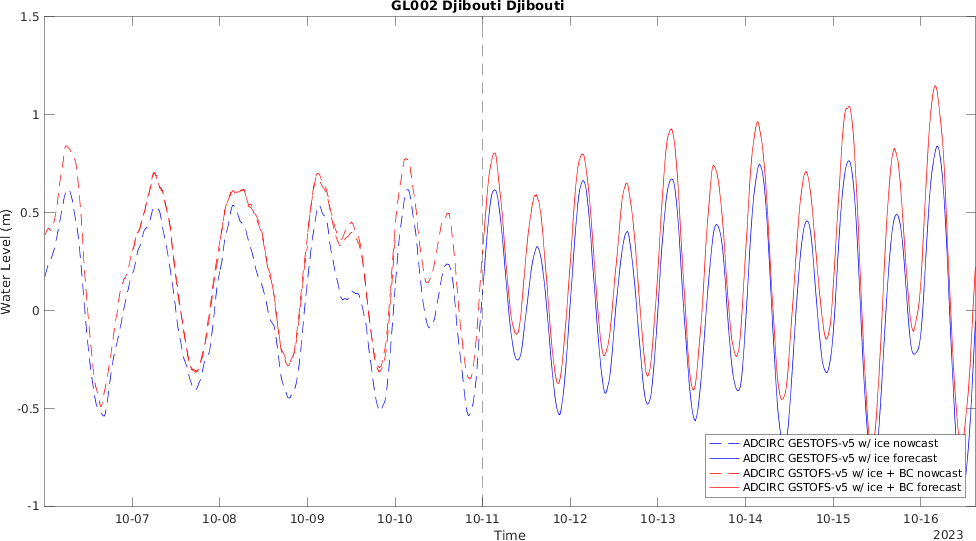 GL002 Djibouti Djibouti
1.5
1
0.5
0
-0.5
-1
Water Level (m)
10-07 10-08 10-09 10-10 10-11 10-12 10-13 10-14 10-15 10-16
Time
2023
ADCIRC GESTOFS-v5 w/ ice nowcast
ADCIRC GESTOFS-v5 w/ ice forecast
ADCIRC GSTOFS-v5 w/ ice + BC nowcast
ADCIRC GSTOFS-v5 w/ ice + BC forecast